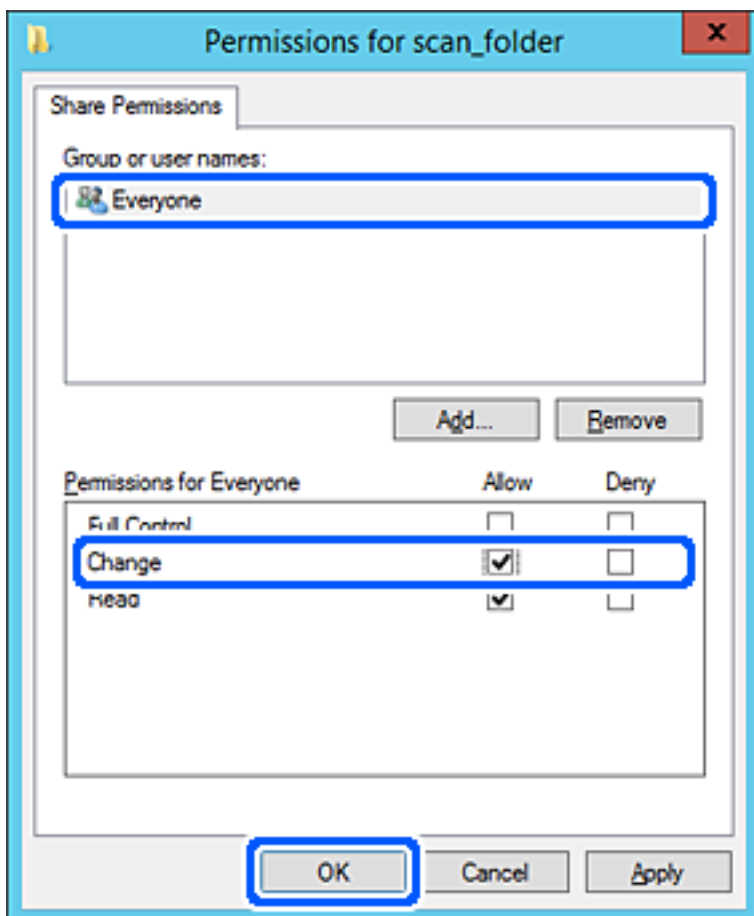 Permissions for scan_folder
x
Share Permissions
Group or user names:
Everyone
Add... Remove
Permissions for Everyone Allow Deny
Full Control
Change
Read
OK Cancel Apply